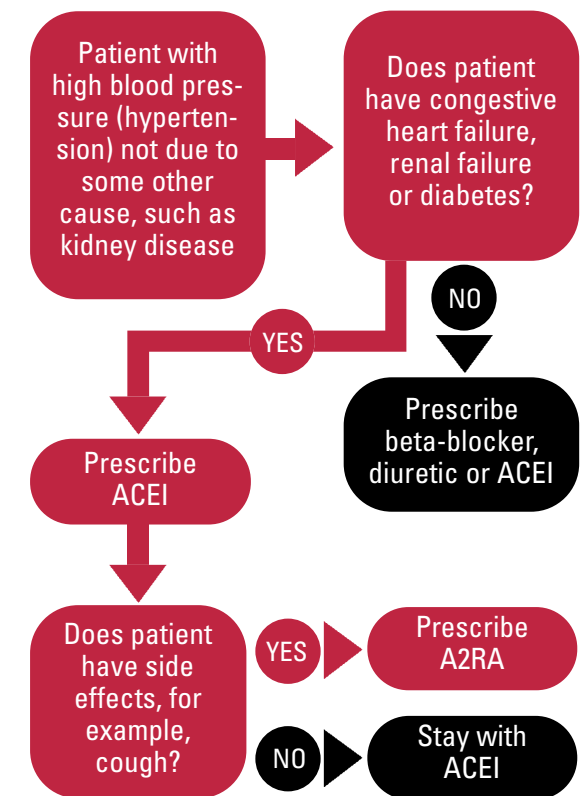 Patient with
high blood pres-
sure (hyperten-
sion) not due to
some other
cause, such as
kidney disease
Does patient
have congestive
heart failure,
renal failure
or diabetes?
NO
YES
Prescribe
beta-blocker,
diuretic or ACEI
Prescribe
ACEI
Does patient
have side
effects, for
example,
cough?
YES
Prescribe
A2RA
NO
Stay with
ACEI